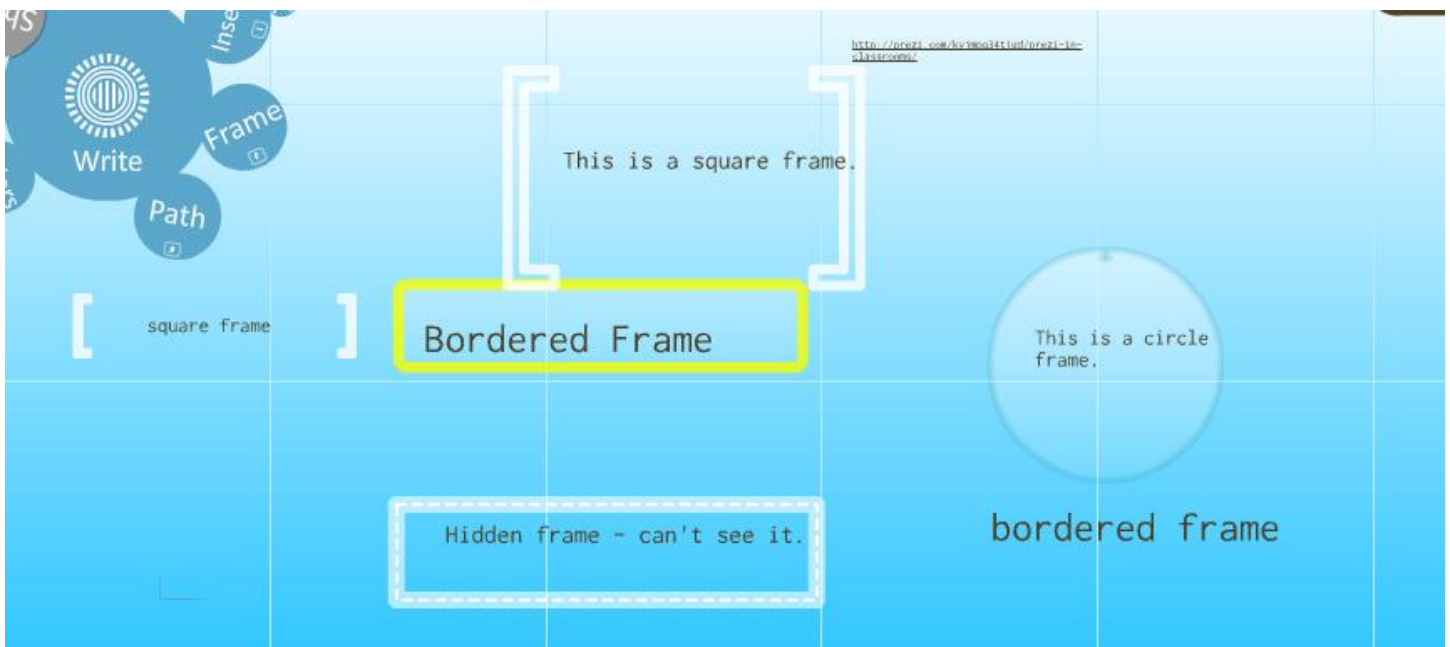 Inse
Write
Frame
Path
http://prezi.com/
classrooms/
This is a square frame.
square frame
Bordered Frame
This is a circle
frame.
Hidden frame - can't see it.
bordered frame